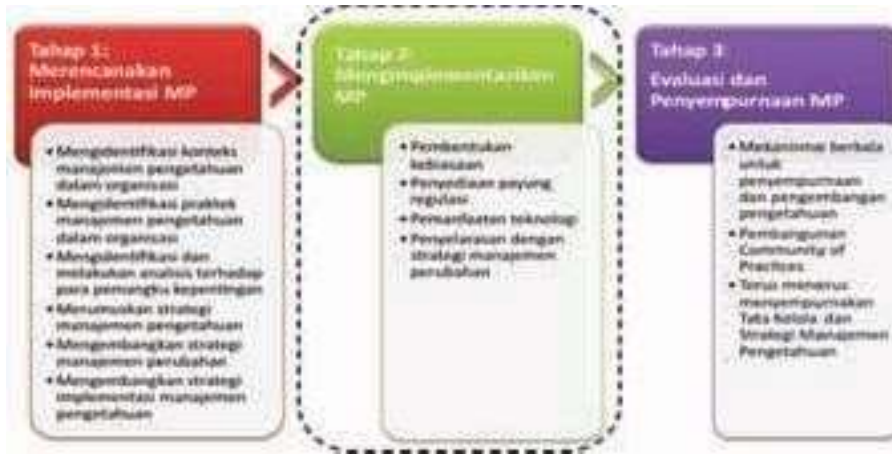 Tahap 1:
Merencanakan
Implementasi MP
• Mengidentifikasi konteks
manajemen pengetahuan
dalam organisasi
• Mengidentifikasi praktek
manajemen pengetahuan
dalam organisasi
• Mengidentifikasi dan
melakukan analisis terhadap
para pemangku kepentingan
• Merumuskan strategi
manajemen pengetahuan
• Mengembangkan strategi
manajemen perubahan
• Mengembangkan strategi
implementasi manajemen
pengetahuan
Tahap 2:
Mengimplementasikan
MP
• Pembentukan
kebiasaan
• Penyediaan payung
regulasi
• Pemanfaatan teknologi
• Penyelarasan dengan
strategi manajemen
perubahan
Tahap 3
Evaluasi dan
Penyempurnaan MP
• Mekanisme berkala
untuk
penyempurnaan
dan pengembangan
pengetahuan
• Pembangunan
Community of
Practices
• Terus menerus
menyempurnakan
Tata Kelola dan
Strategi Manajemen
Pengetahuan